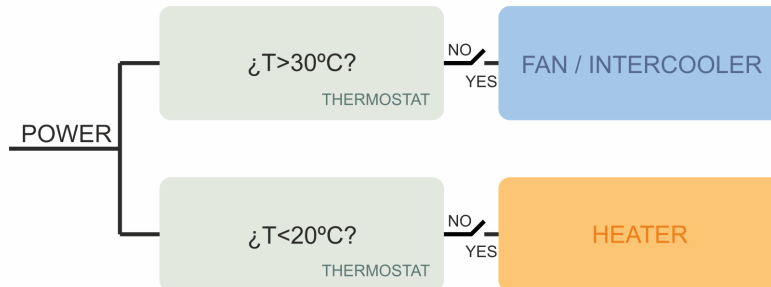 ¿T>30ºC?
THERMOSTAT
NO
YES
FAN / INTERCOOLER
POWER
¿T<20ºC?
THERMOSTAT
NO
YES
HEATER